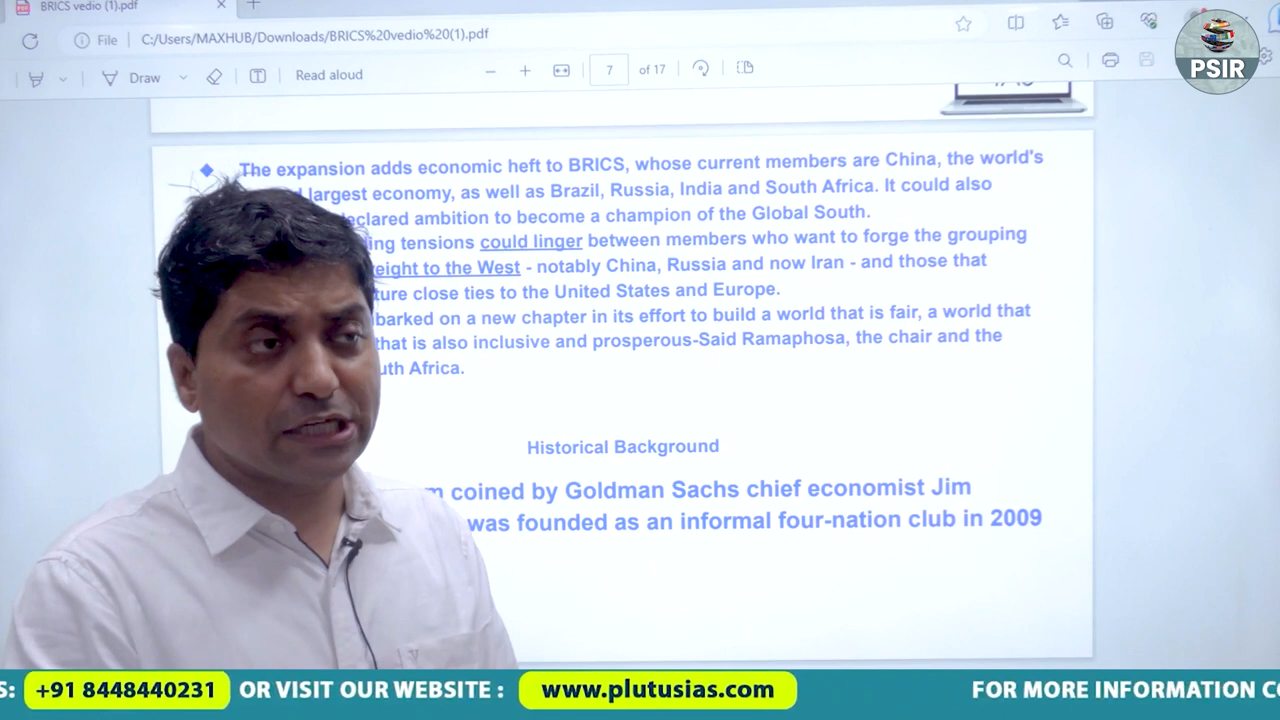 BRICS vedio (1).pdf
File C:/Users/MAXHUB/Downloads/BRICS%20vedio%20(1).pdf
Draw Read aloud 7 of 17
PSIR
The expansion adds economic heft to BRICS, whose current members are China, the world's
largest economy, as well as Brazil, Russia, India and South Africa. It could also
eclared ambition to become a champion of the Global South.
ing tensions could linger between members who want to forge the grouping
eight to the West - notably China, Russia and now Iran - and those that
ture close ties to the United States and Europe.
barked on a new chapter in its effort to build a world that is fair, a world that
that is also inclusive and prosperous-Said Ramaphosa, the chair and the
uth Africa.
Historical Background
m coined by Goldman Sachs chief economist Jim
was founded as an informal four-nation club in 2009
S: +91 8448440231 OR VISIT OUR WEBSITE : www.plutusias.com FOR MORE INFORMATION CO